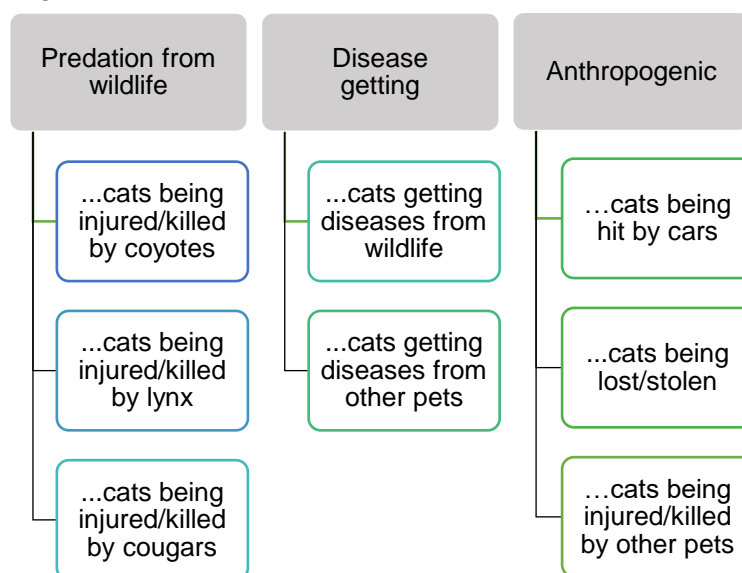 Predation from
wildlife
...cats being
injured/killed
by coyotes
...cats being
injured/killed
by lynx
...cats being
injured/killed
by cougars
Disease
getting
...cats getting
diseases from
wildlife
...cats getting
diseases from
other pets
Anthropogenic
…cats being
hit by cars
...cats being
lost/stolen
…cats being
injured/killed
by other pets